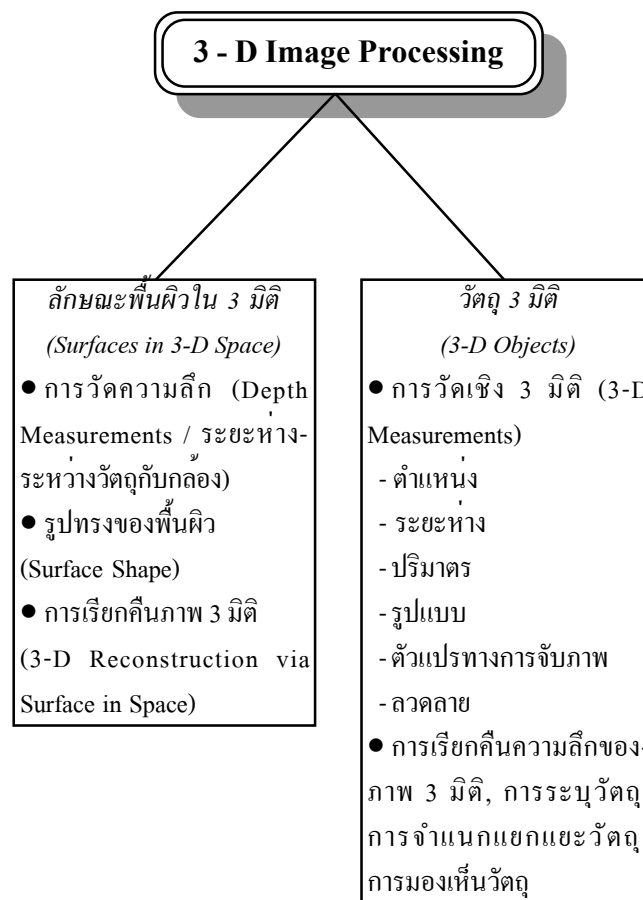 3 - D Image Processing
ลักษณะพื้นผิวใน 3 มิติ
(Surfaces in 3-D Space)
● การวัดความลึก (Depth
Measurements / ระยะห่าง-
ระหว่างวัตถุกับกล้อง)
● รูปทรงของพื้นผิว
(Surface Shape)
● การเรียกคืนภาพ 3 มิติ
(3-D Reconstruction via
Surface in Space)
วัตถุ 3 มิติ
(3-D Objects)
● การวัดเชิง 3 มิติ (3-D
Measurements)
- ตำแหน่ง
- ระยะห่าง
- ปริมาตร
- รูปแบบ
- ตัวแปรทางการจับภาพ
- ลวดลาย
● การเรียกคืนความลึกของ-
ภาพ 3 มิติ, การระบุวัตถุ
การจำแนกแยกแยะวัตถุ
การมองเห็นวัตถุ